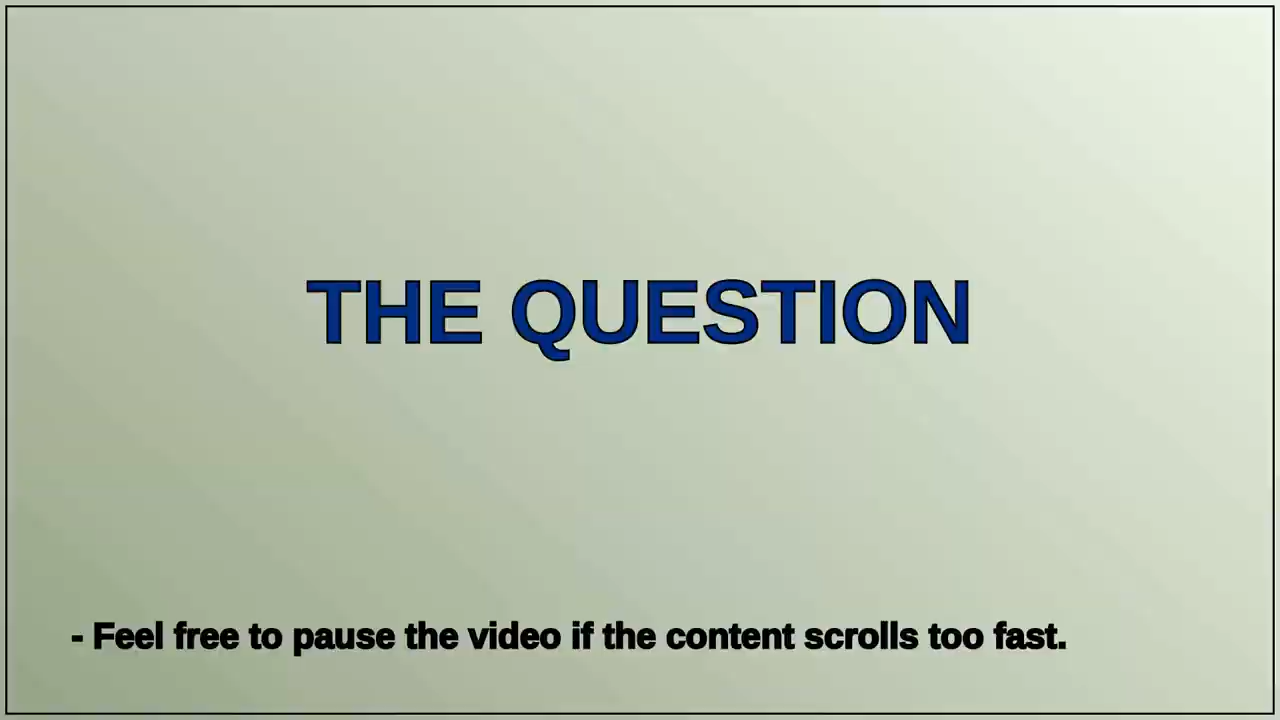 THE QUESTION
- Feel free to pause the video if the content scrolls too fast.